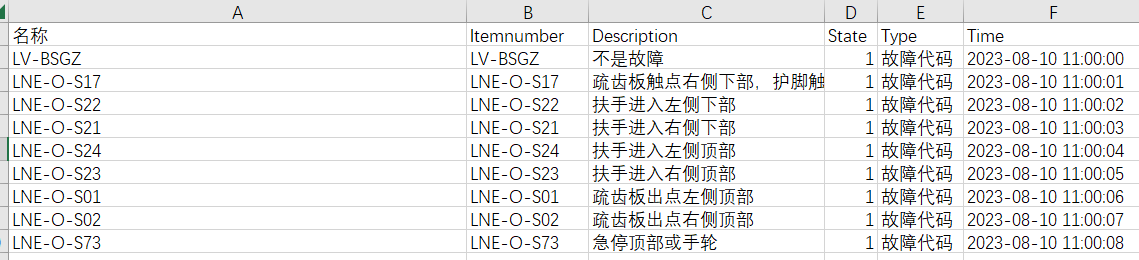 A B C D E F
名称 Itemnumber Description State Type Time
LV-BSGZ LV-BSGZ 不是故障 1 故障代码 2023-08-10 11:00:00
LNE-O-S17 LNE-O-S17 疏齿板触点右侧下部，护脚触 1 故障代码 2023-08-10 11:00:01
LNE-O-S22 LNE-O-S22 扶手进入左侧下部 1 故障代码 2023-08-10 11:00:02
LNE-O-S21 LNE-O-S21 扶手进入右侧下部 1 故障代码 2023-08-10 11:00:03
LNE-O-S24 LNE-O-S24 扶手进入左侧顶部 1 故障代码 2023-08-10 11:00:04
LNE-O-S23 LNE-O-S23 扶手进入右侧顶部 1 故障代码 2023-08-10 11:00:05
LNE-O-S01 LNE-O-S01 疏齿板出点左侧顶部 1 故障代码 2023-08-10 11:00:06
LNE-O-S02 LNE-O-S02 疏齿板出点右侧顶部 1 故障代码 2023-08-10 11:00:07
LNE-O-S73 LNE-O-S73 急停顶部或手轮 1 故障代码 2023-08-10 11:00:08